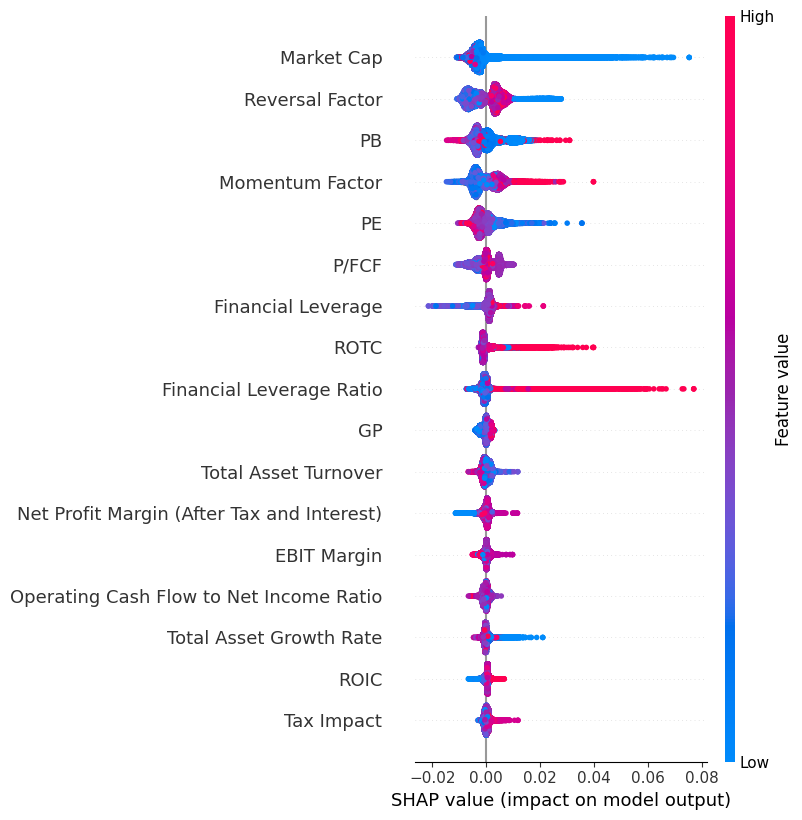 High
Market Cap
Reversal Factor
PB
Momentum Factor
PE
P/FCF
Financial Leverage
ROTC
Financial Leverage Ratio
GP
Total Asset Turnover
Net Profit Margin (After Tax and Interest)
EBIT Margin
Operating Cash Flow to Net Income Ratio
Total Asset Growth Rate
ROIC
Tax Impact
Feature value
Low
−0.02 0.00 0.02 0.04 0.06 0.08
SHAP value (impact on model output)